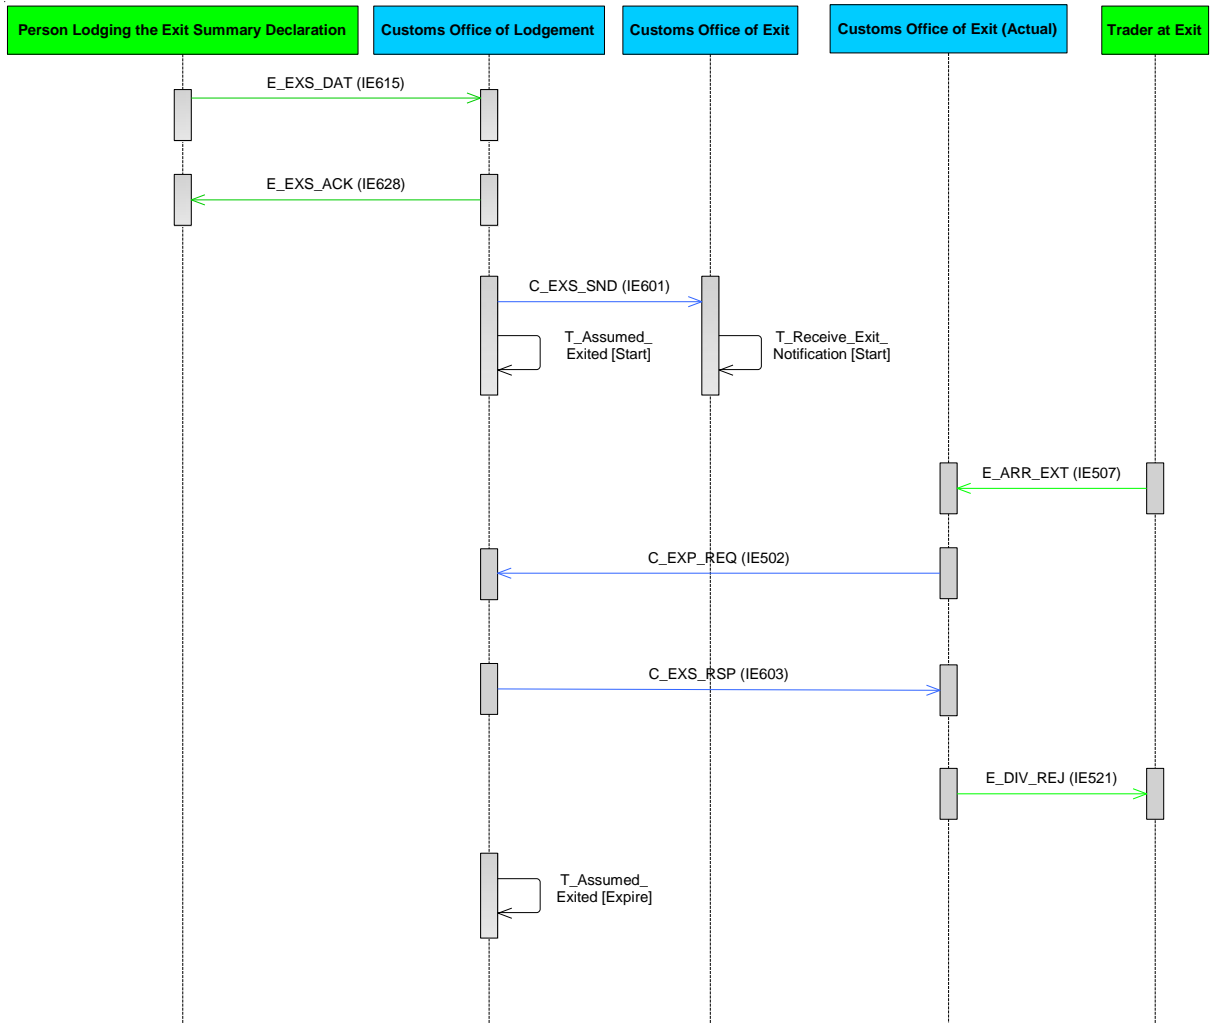 Person Lodging the Exit Summary Declaration
Customs Office of Lodgement
Customs Office of Exit
Customs Office of Exit (Actual)
Trader at Exit
E_EXS_DAT (IE615)
E_EXS_ACK (IE628)
C_EXS_SND (IE601)
T_Assumed_
Exited [Start]
T_Receive_Exit_
Notification [Start]
E_ARR_EXT (IE507)
C_EXP_REQ (IE502)
C_EXS_RSP (IE603)
E_DIV_REJ (IE521)
T_Assumed_
Exited [Expire]